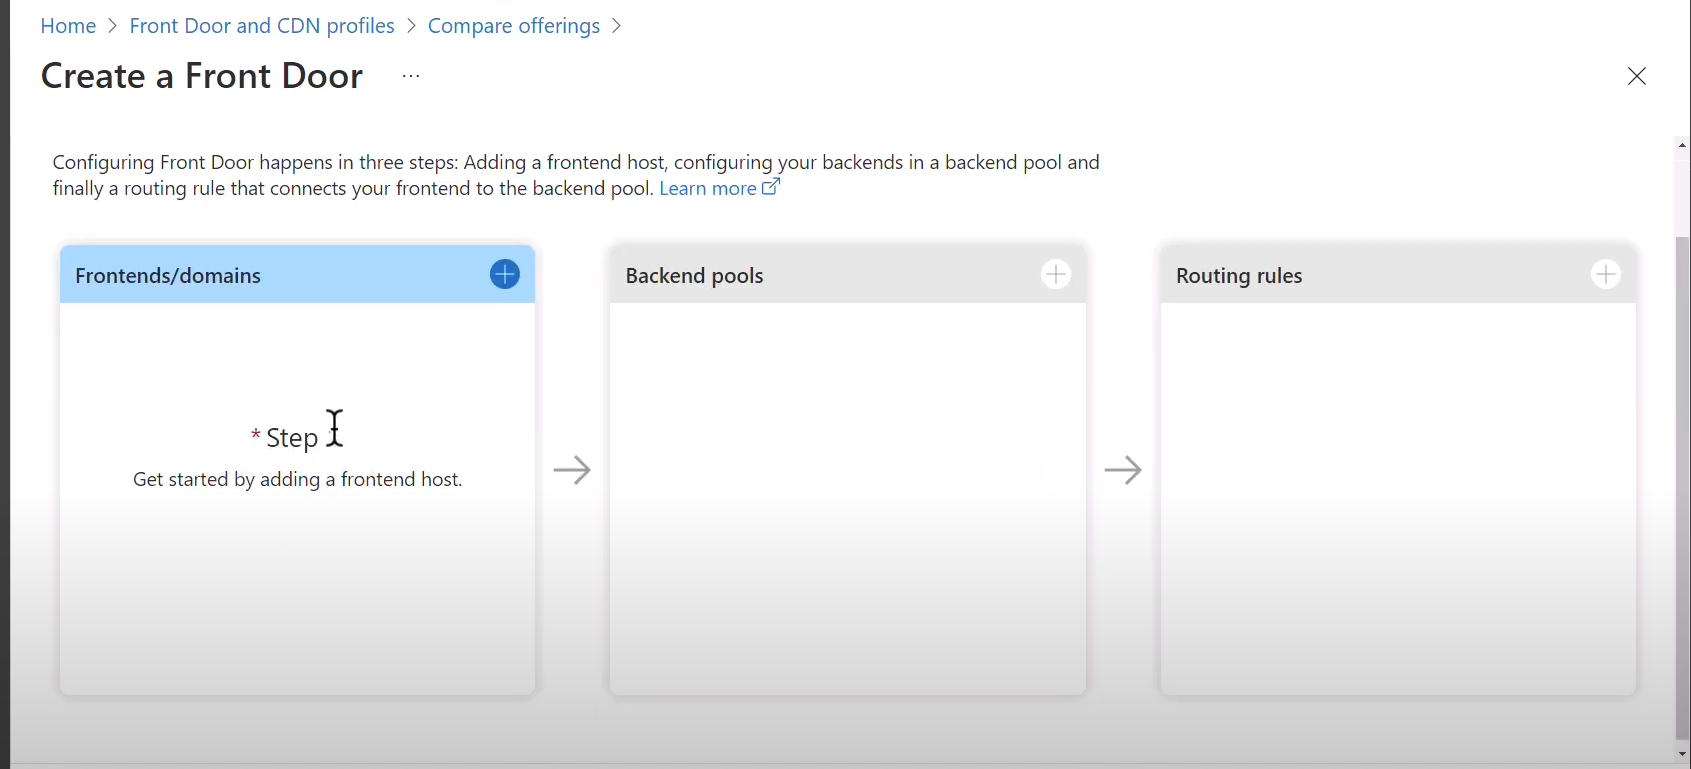 Home > Front Door and CDN profiles > Compare offerings >
Create a Front Door ...
Configuring Front Door happens in three steps: Adding a frontend host, configuring your backends in a backend pool and
finally a routing rule that connects your frontend to the backend pool. Learn more
Frontends/domains
* Step
Get started by adding a frontend host.
Backend pools
Routing rules